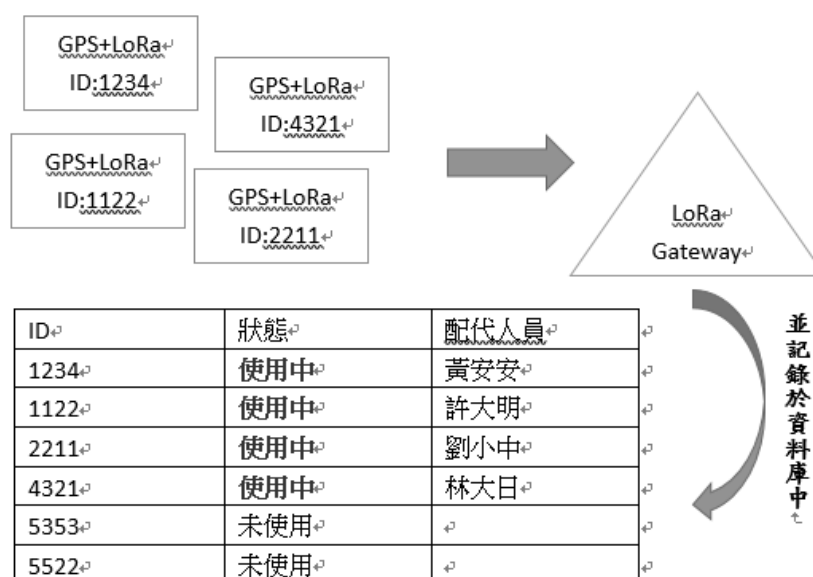 GPS+LoRa
ID:1234
GPS+LoRa
ID:4321
GPS+LoRa
ID:1122
GPS+LoRa
ID:2211
LoRa
Gateway
並記錄於資料庫中
ID 狀態 配代人員
1234 使用中 黃安安
1122 使用中 許大明
2211 使用中 劉小中
4321 使用中 林大日
5353 未使用
5522 未使用